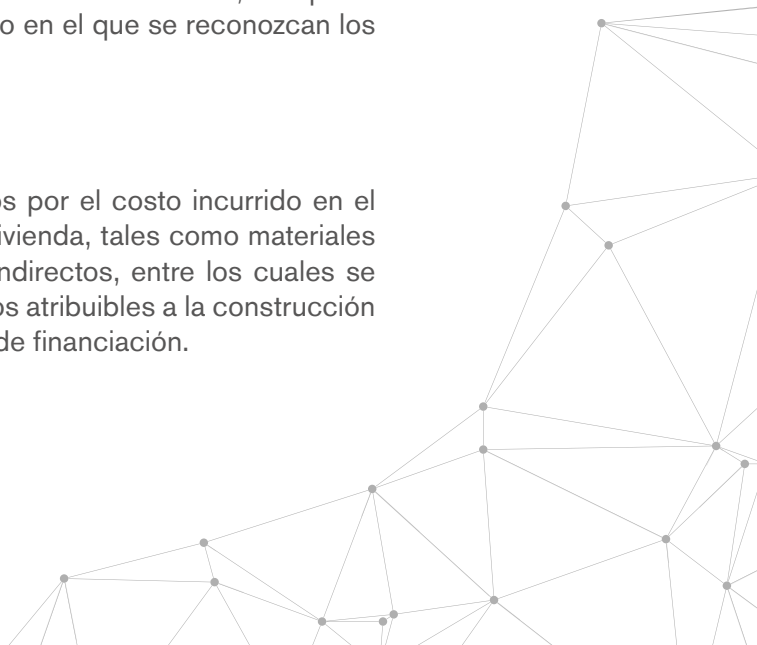 o en el que se reconozcan los
os por el costo incurrido en el
ivienda, tales como materiales
ndirectos, entre los cuales se
os atribuibles a la construcción
de financiación.